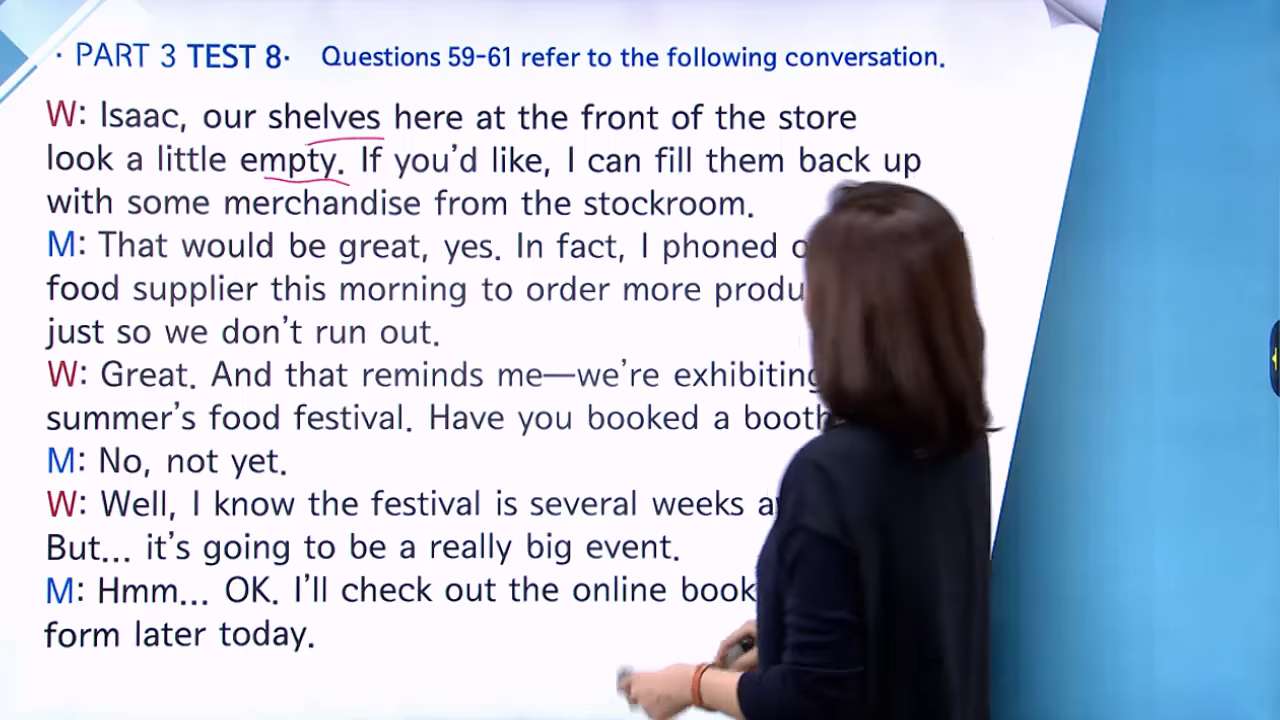 · PART 3 TEST 8· Questions 59-61 refer to the following conversation.
W: Isaac, our shelves here at the front of the store
look a little empty. If you’d like, I can fill them back up
with some merchandise from the stockroom.
M: That would be great, yes. In fact, I phoned
food supplier this morning to order more
just so we don’t run out.
W: Great. And that reminds me—we’re exhibiting
summer’s food festival. Have you booked a booth
M: No, not yet.
W: Well, I know the festival is several weeks
But... it’s going to be a really big event.
M: Hmm... OK. I’ll check out the online
form later today.